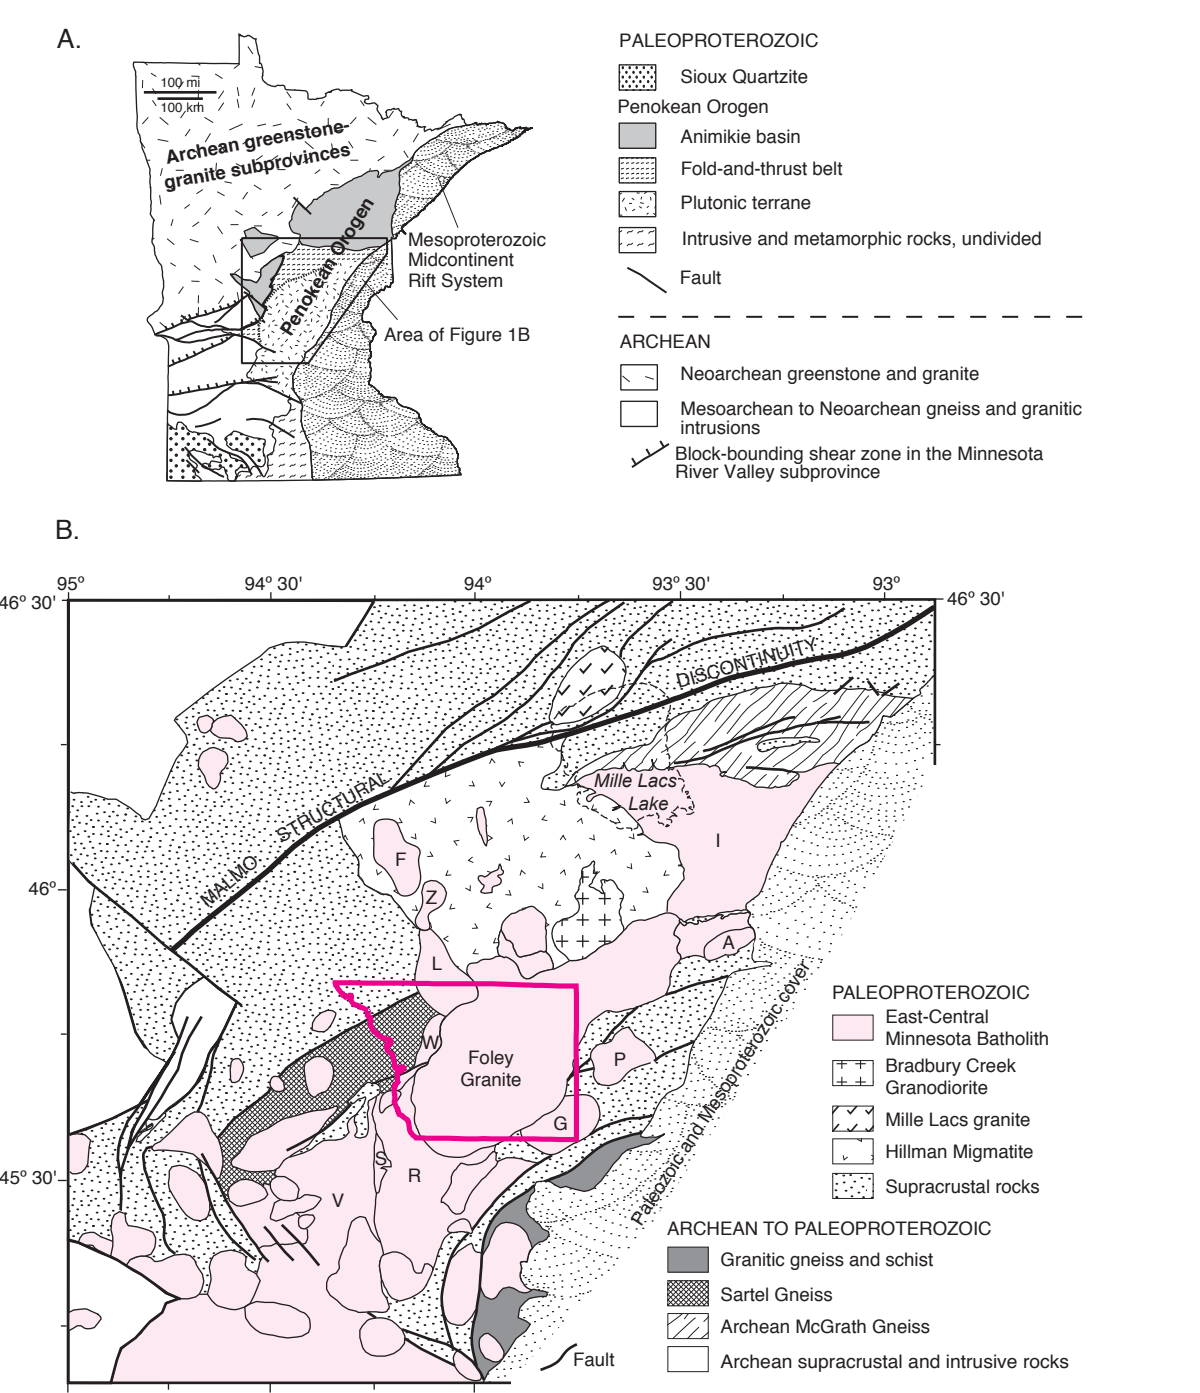 A.
100 mi
100 km
Archean greenstone-
granite subprovinces
Penokean Orogen
Mesoproterozoic
Midcontinent
Rift System
Area of Figure 1B
PALEOPROTEROZOIC
Sioux Quartzite
Penokean Orogen
Animikie basin
Fold-and-thrust belt
Plutonic terrane
Intrusive and metamorphic rocks, undivided
Fault
ARCHEAN
Neoarchean greenstone and granite
Mesoarchean to Neoarchean gneiss and granitic
intrusions
Block-bounding shear zone in the Minnesota
River Valley subprovince
B.
95º
94º 30'
94º
93º 30'
93º
46º 30'
46º 30'
46º
45º 30'
MALMO STRUCTURAL DISCONTINUITY
Mille Lacs
Lake
I
F
Z
A
L
W
Foley
Granite
P
G
S
R
V
Paleozoic and Mesoproterozoic cover
Fault
PALEOPROTEROZOIC
East-Central
Minnesota Batholith
Bradbury Creek
Granodiorite
Mille Lacs granite
Hillman Migmatite
Supracrustal rocks
ARCHEAN TO PALEOPROTEROZOIC
Granitic gneiss and schist
Sartel Gneiss
Archean McGrath Gneiss
Archean supracrustal and intrusive rocks